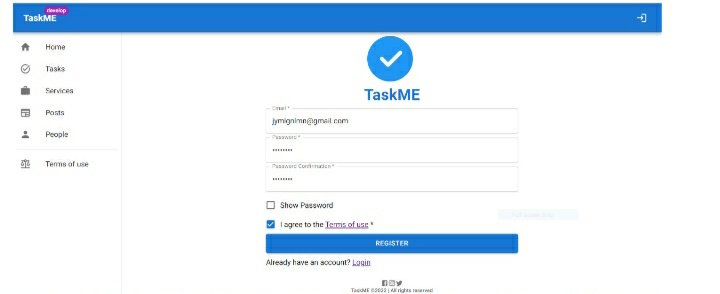 develop
TaskME
Home
Tasks
Services
Posts
People
Terms of use
TaskME
Email *
jymignlmn@gmail.com
Password *
••••••••
Password Confirmation *
••••••••
Show Password
I agree to the Terms of use *
REGISTER
Already have an account? Login
TaskME ©2022 | All rights reserved